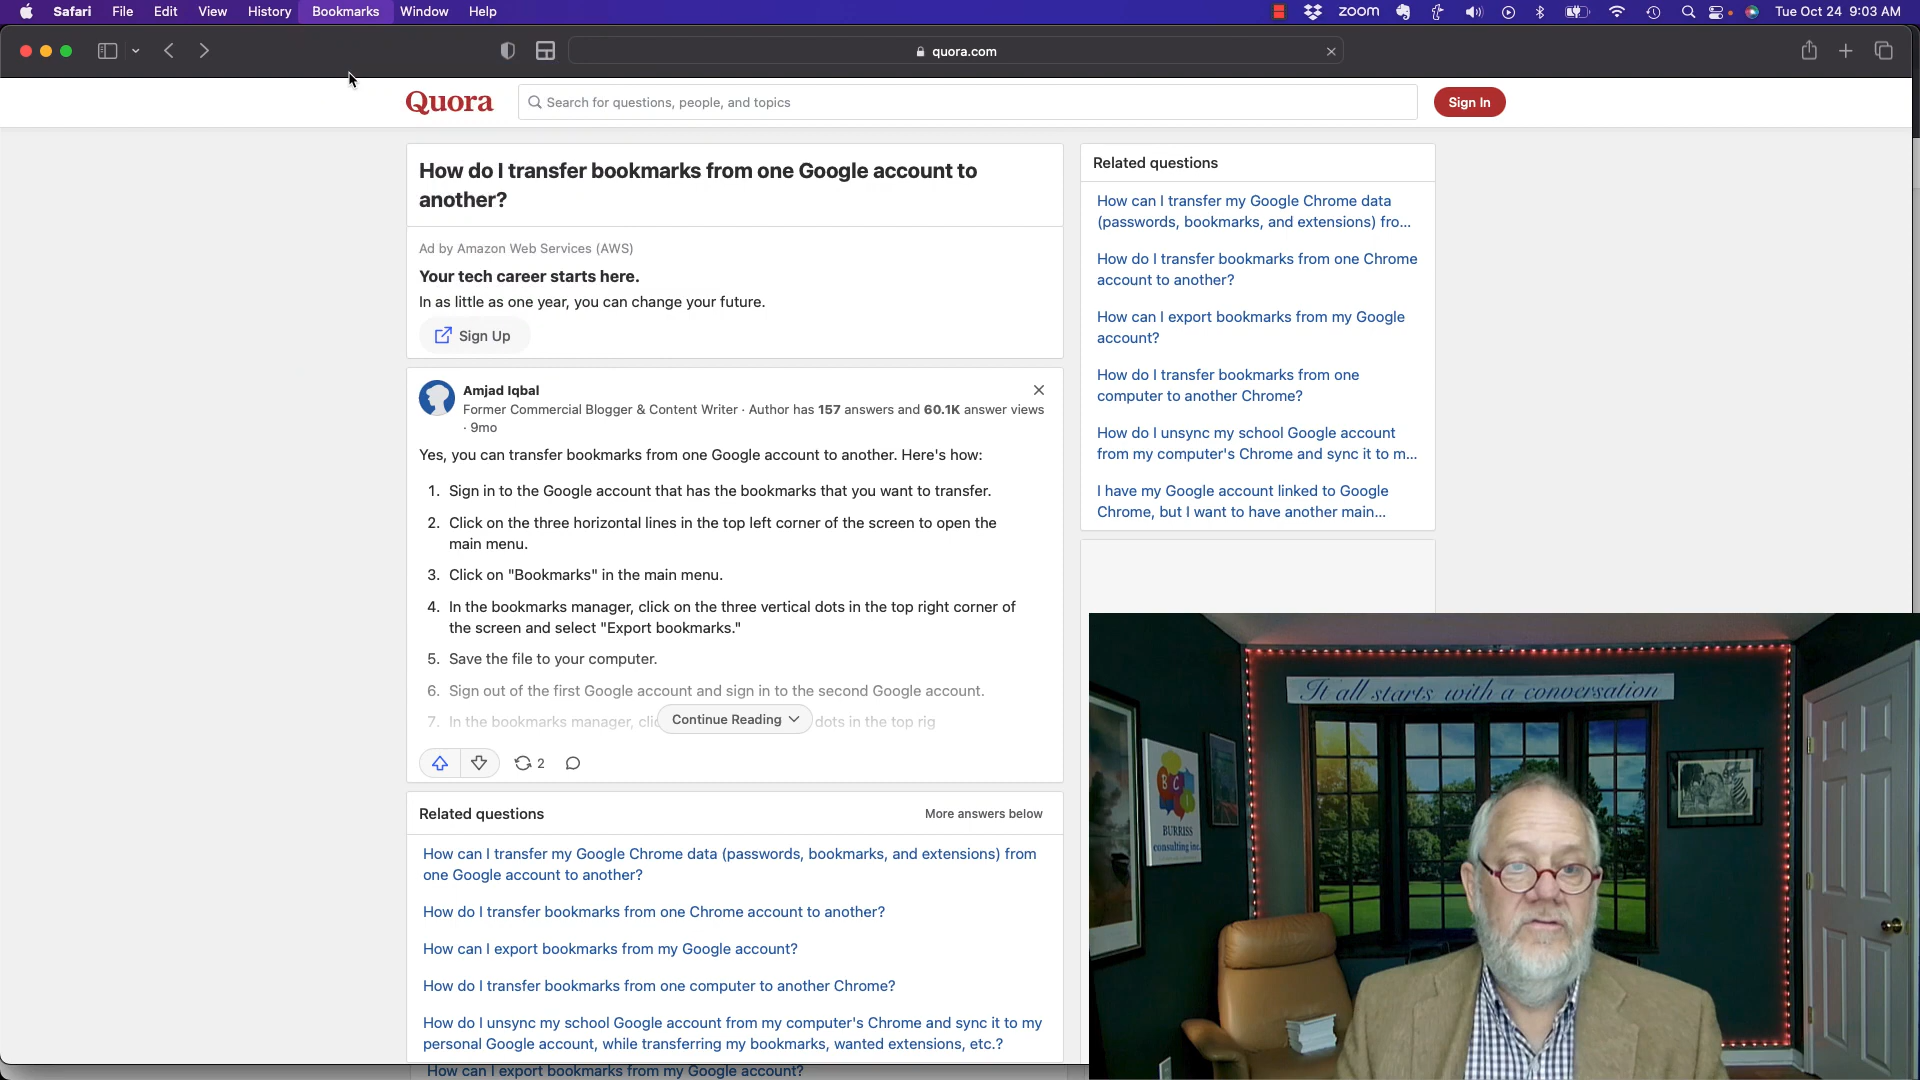 Safari File Edit View History Bookmarks Window Help
zoom
Tue Oct 24 9:03 AM
quora.com
Quora
Search for questions, people, and topics
Sign In
How do I transfer bookmarks from one Google account to
another?
Ad by Amazon Web Services (AWS)
Your tech career starts here.
In as little as one year, you can change your future.
Sign Up
Amjad Iqbal
Former Commercial Blogger & Content Writer · Author has 157 answers and 60.1K answer views
· 9mo
Yes, you can transfer bookmarks from one Google account to another. Here's how:
1. Sign in to the Google account that has the bookmarks that you want to transfer.
2. Click on the three horizontal lines in the top left corner of the screen to open the
main menu.
3. Click on "Bookmarks" in the main menu.
4. In the bookmarks manager, click on the three vertical dots in the top right corner of
the screen and select "Export bookmarks."
5. Save the file to your computer.
6. Sign out of the first Google account and sign in to the second Google account.
7. In the bookmarks manager, clic
Continue Reading
dots in the top rig
2
Related questions
More answers below
How can I transfer my Google Chrome data (passwords, bookmarks, and extensions) from
one Google account to another?
How do I transfer bookmarks from one Chrome account to another?
How can I export bookmarks from my Google account?
How do I transfer bookmarks from one computer to another Chrome?
How do I unsync my school Google account from my computer's Chrome and sync it to my
personal Google account, while transferring my bookmarks, wanted extensions, etc.?
How can I export bookmarks from my Google account?
Related questions
How can I transfer my Google Chrome data
(passwords, bookmarks, and extensions) fro...
How do I transfer bookmarks from one Chrome
account to another?
How can I export bookmarks from my Google
account?
How do I transfer bookmarks from one
computer to another Chrome?
How do I unsync my school Google account
from my computer's Chrome and sync it to m...
I have my Google account linked to Google
Chrome, but I want to have another main...
It all starts with a conversation
B
C
I
BURRISS
consulting inc.